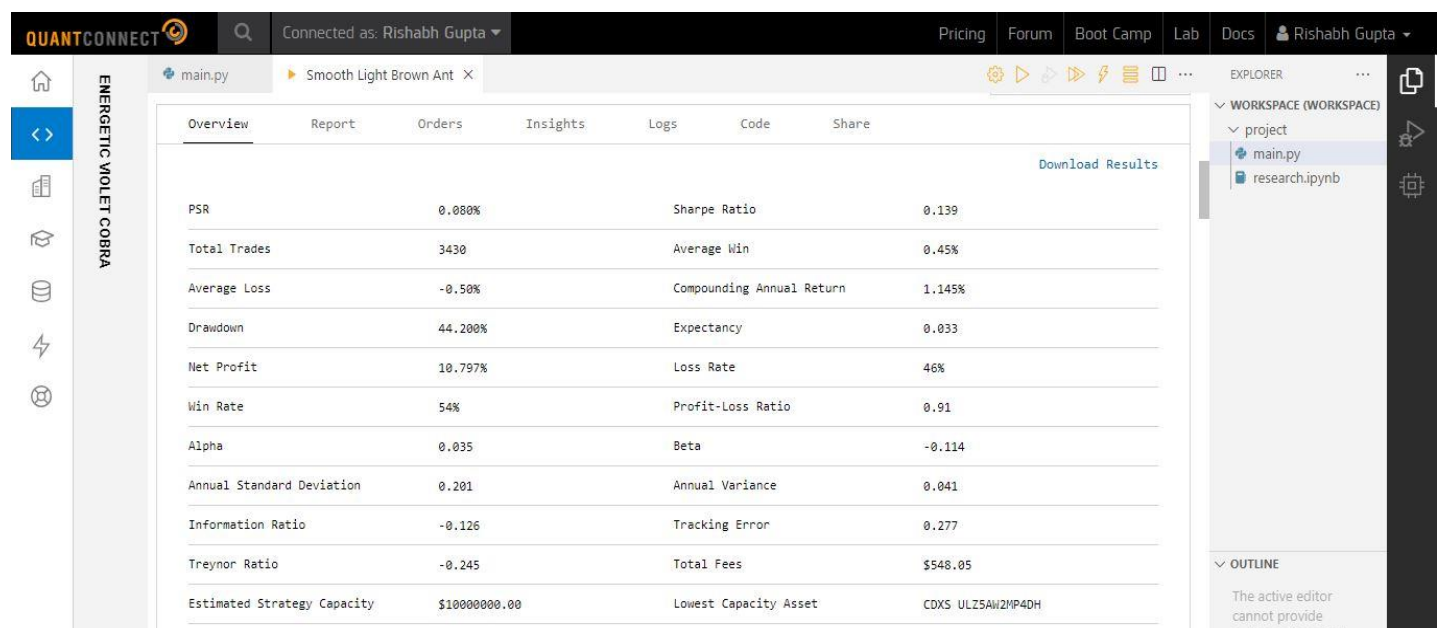 QUANTCONNECT Connected as: Rishabh Gupta Pricing Forum Boot Camp Lab Docs Rishabh Gupta
ENERGETIC VIOLET COBRA
main.py Smooth Light Brown Ant ×
Overview Report Orders Insights Logs Code Share
Download Results
PSR 0.080% Sharpe Ratio 0.139
Total Trades 3430 Average Win 0.45%
Average Loss -0.50% Compounding Annual Return 1.145%
Drawdown 44.200% Expectancy 0.033
Net Profit 10.797% Loss Rate 46%
Win Rate 54% Profit-Loss Ratio 0.91
Alpha 0.035 Beta -0.114
Annual Standard Deviation 0.201 Annual Variance 0.041
Information Ratio -0.126 Tracking Error 0.277
Treynor Ratio -0.245 Total Fees $548.05
Estimated Strategy Capacity $10000000.00 Lowest Capacity Asset CDXS ULZ5AW2MP4DH
EXPLORER ...
WORKSPACE (WORKSPACE)
project
main.py
research.ipynb
OUTLINE
The active editor
cannot provide